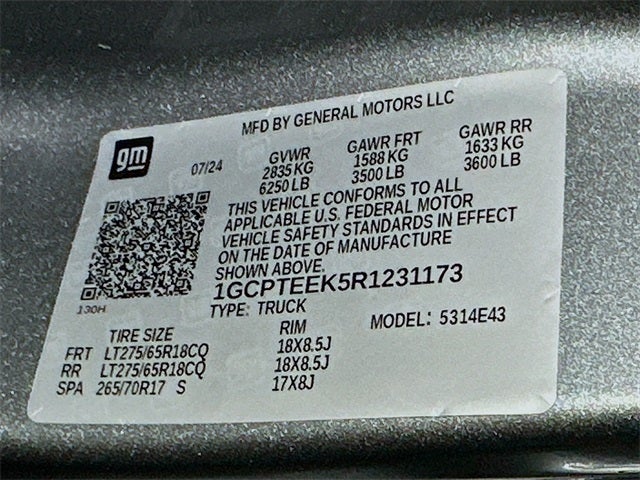 MFD BY GENERAL MOTORS LLC
gm
07/24
GVWR GAWR FRT GAWR RR
2835 KG 1588 KG 1633 KG
6250 LB 3500 LB 3600 LB
THIS VEHICLE CONFORMS TO ALL
APPLICABLE U.S. FEDERAL MOTOR
VEHICLE SAFETY STANDARDS IN EFFECT
ON THE DATE OF MANUFACTURE
SHOWN ABOVE.
1GCPTEEK5R1231173
130H
TYPE: TRUCK
MODEL: 5314E43
TIRE SIZE RIM
FRT LT275/65R18CQ 18X8.5J
RR LT275/65R18CQ 18X8.5J
SPA 265/70R17 S 17X8J